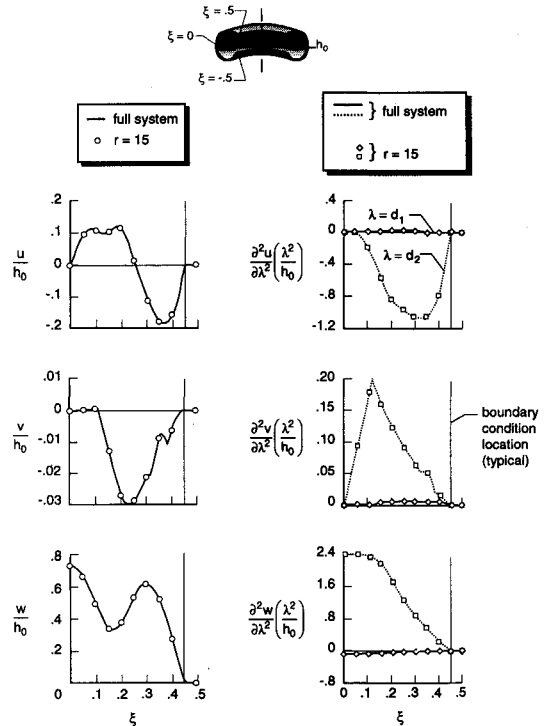 ξ = .5
ξ = 0
h₀
ξ = -.5
full system
r = 15
} full system
} r = 15
.2
.1
0
-.1
-.2
u/h₀
.1
0
-.4
-.8
-1.2
∂²u/∂λ² (λ²/h₀)
λ = d₁
λ = d₂
.01
0
-.01
-.02
-.03
v/h₀
.20
.15
.10
.05
0
∂²v/∂λ² (λ²/h₀)
boundary
condition
location
(typical)
.8
.6
.4
.2
0
w/h₀
0 .1 .2 .3 .4 .5
ξ
2.4
1.6
.8
0
-.8
∂²w/∂λ² (λ²/h₀)
0 .1 .2 .3 .4 .5
ξ